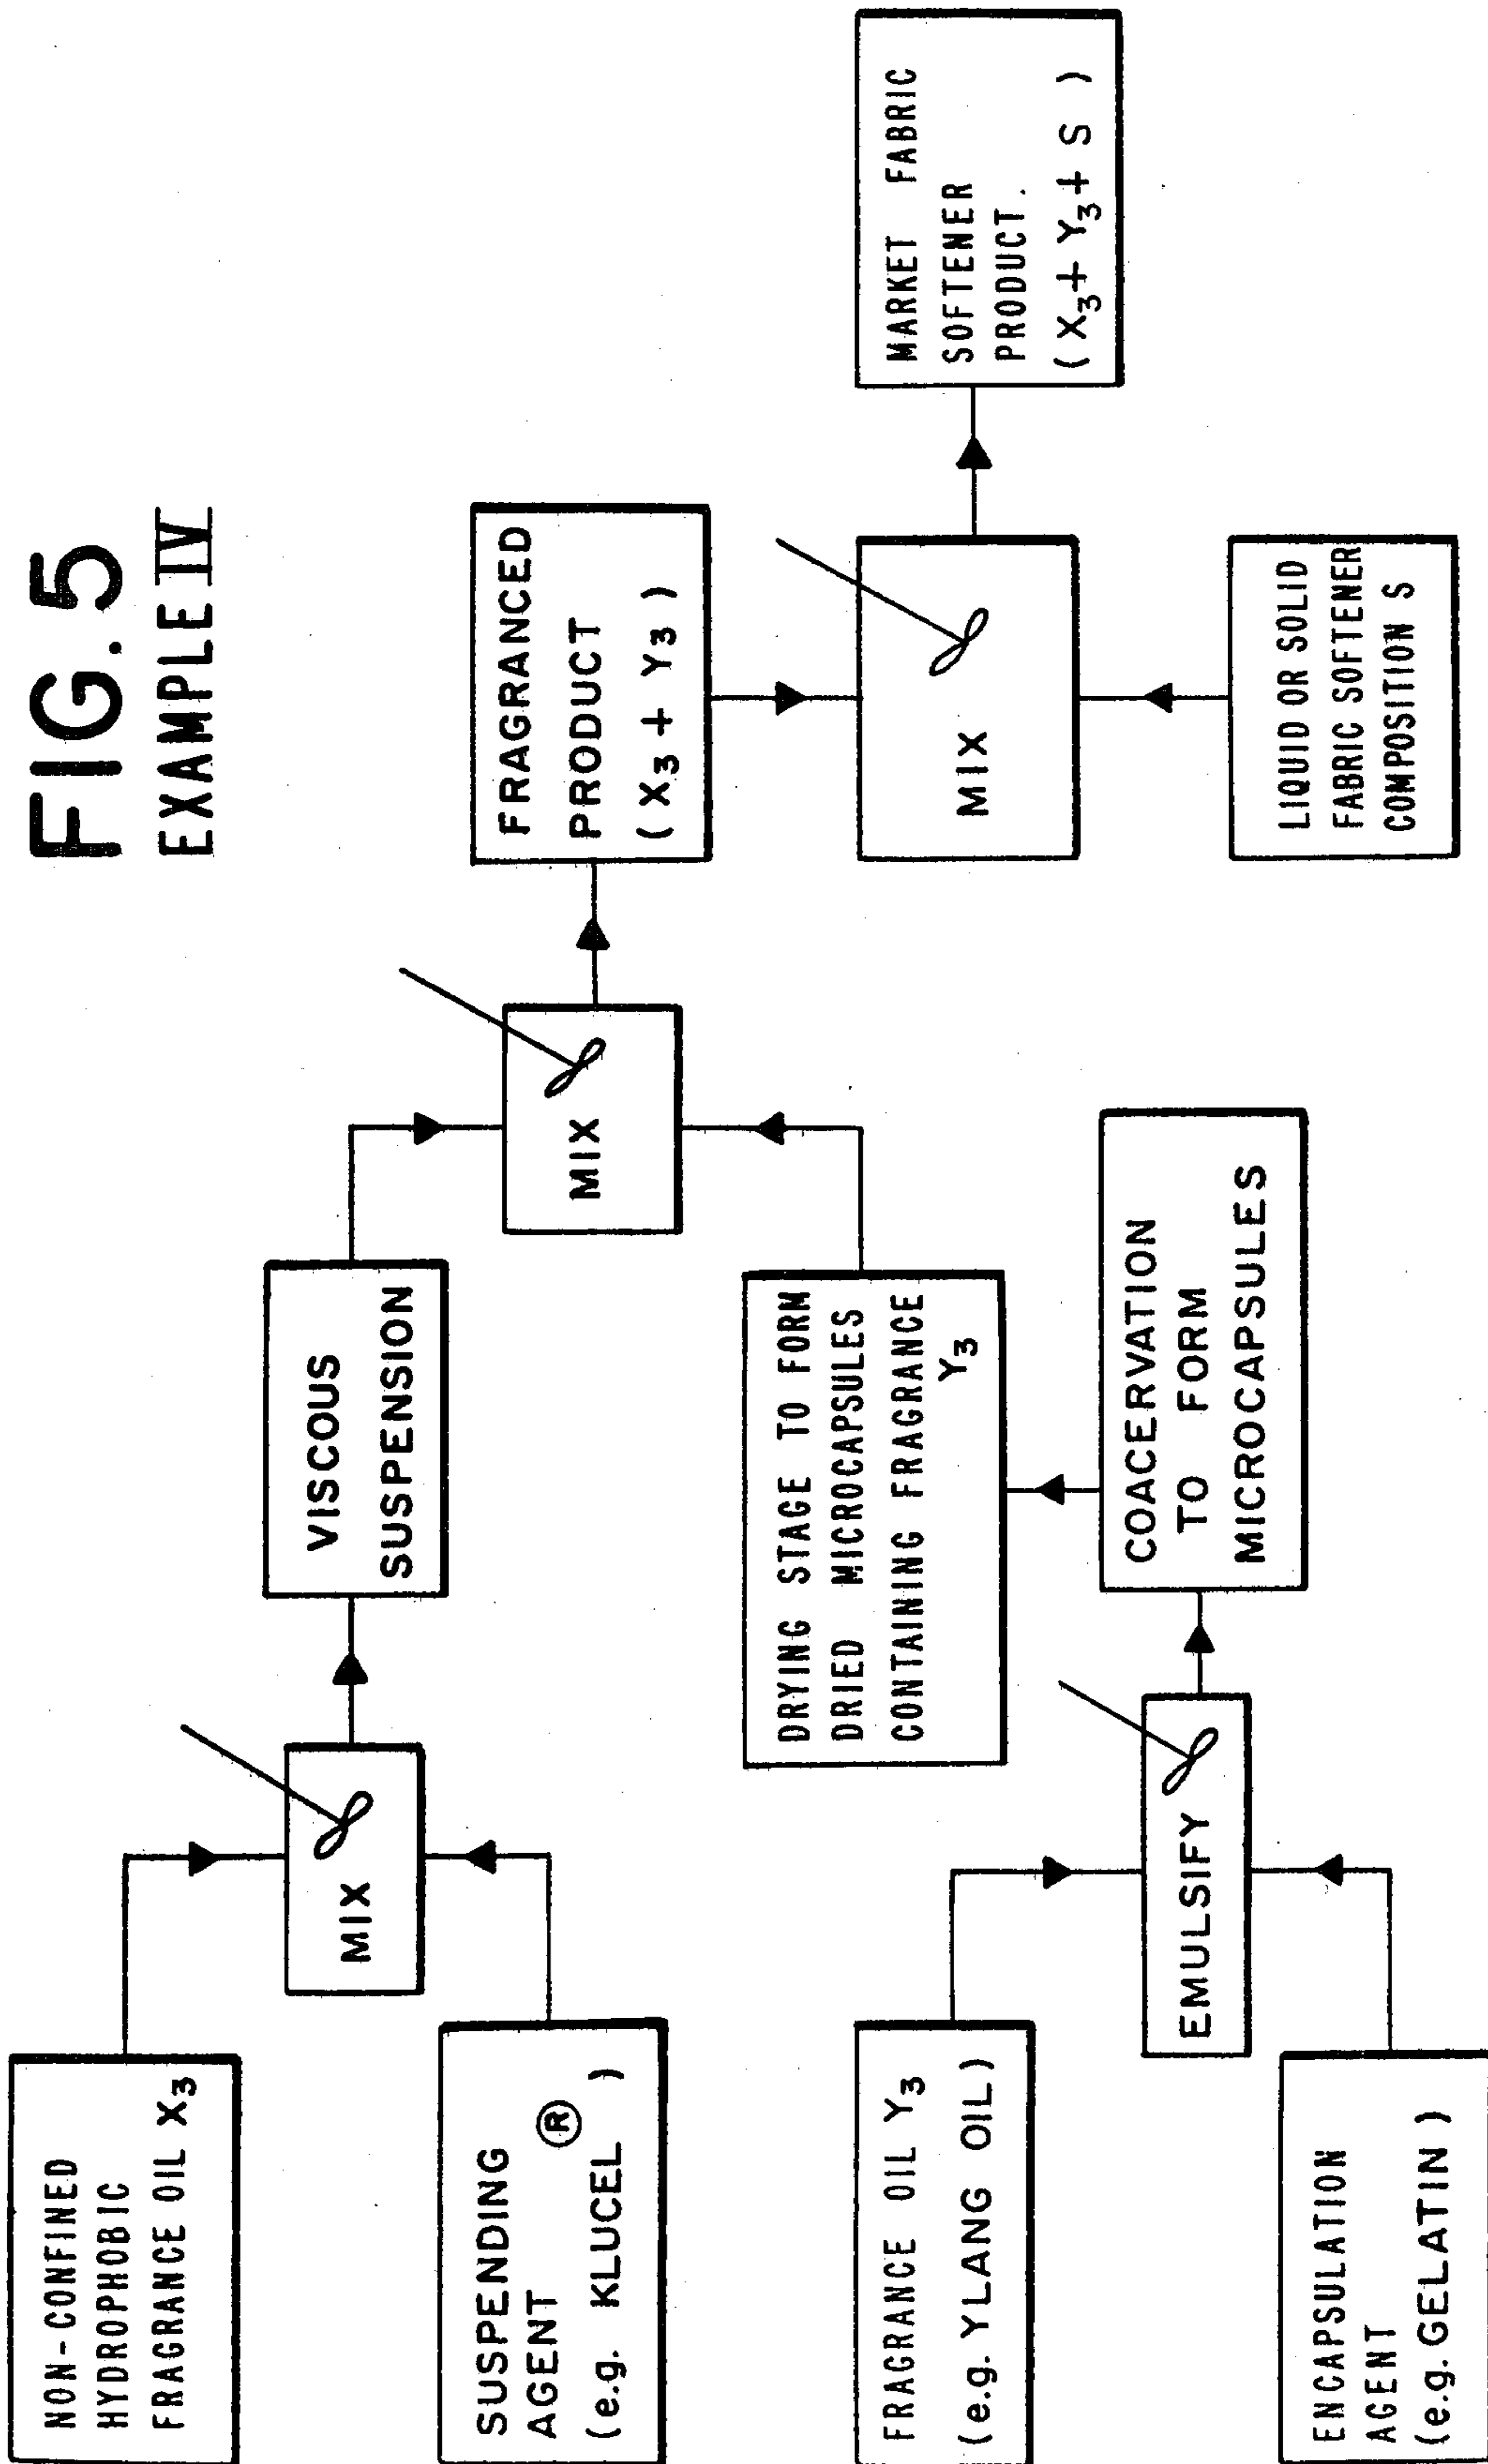 FIG. 5
EXAMPLE IV
NON-CONFINED
HYDROPHOBIC
FRAGRANCE OIL X₃
SUSPENDING
AGENT ®
(e.g. KLUCEL )
MIX
VISCOUS
SUSPENSION
FRAGRANCE OIL Y₃
(e.g. YLANG OIL)
ENCAPSULATION
AGENT
(e.g. GELATIN )
EMULSIFY
COACERVATION
TO FORM
MICROCAPSULES
DRYING STAGE TO FORM
DRIED MICROCAPSULES
CONTAINING FRAGRANCE
Y₃
MIX
FRAGRANCED
PRODUCT
( X₃ + Y₃ )
MIX
LIQUID OR SOLID
FABRIC SOFTENER
COMPOSITION S
MARKET FABRIC
SOFTENER
PRODUCT.
( X₃ + Y₃ + S )